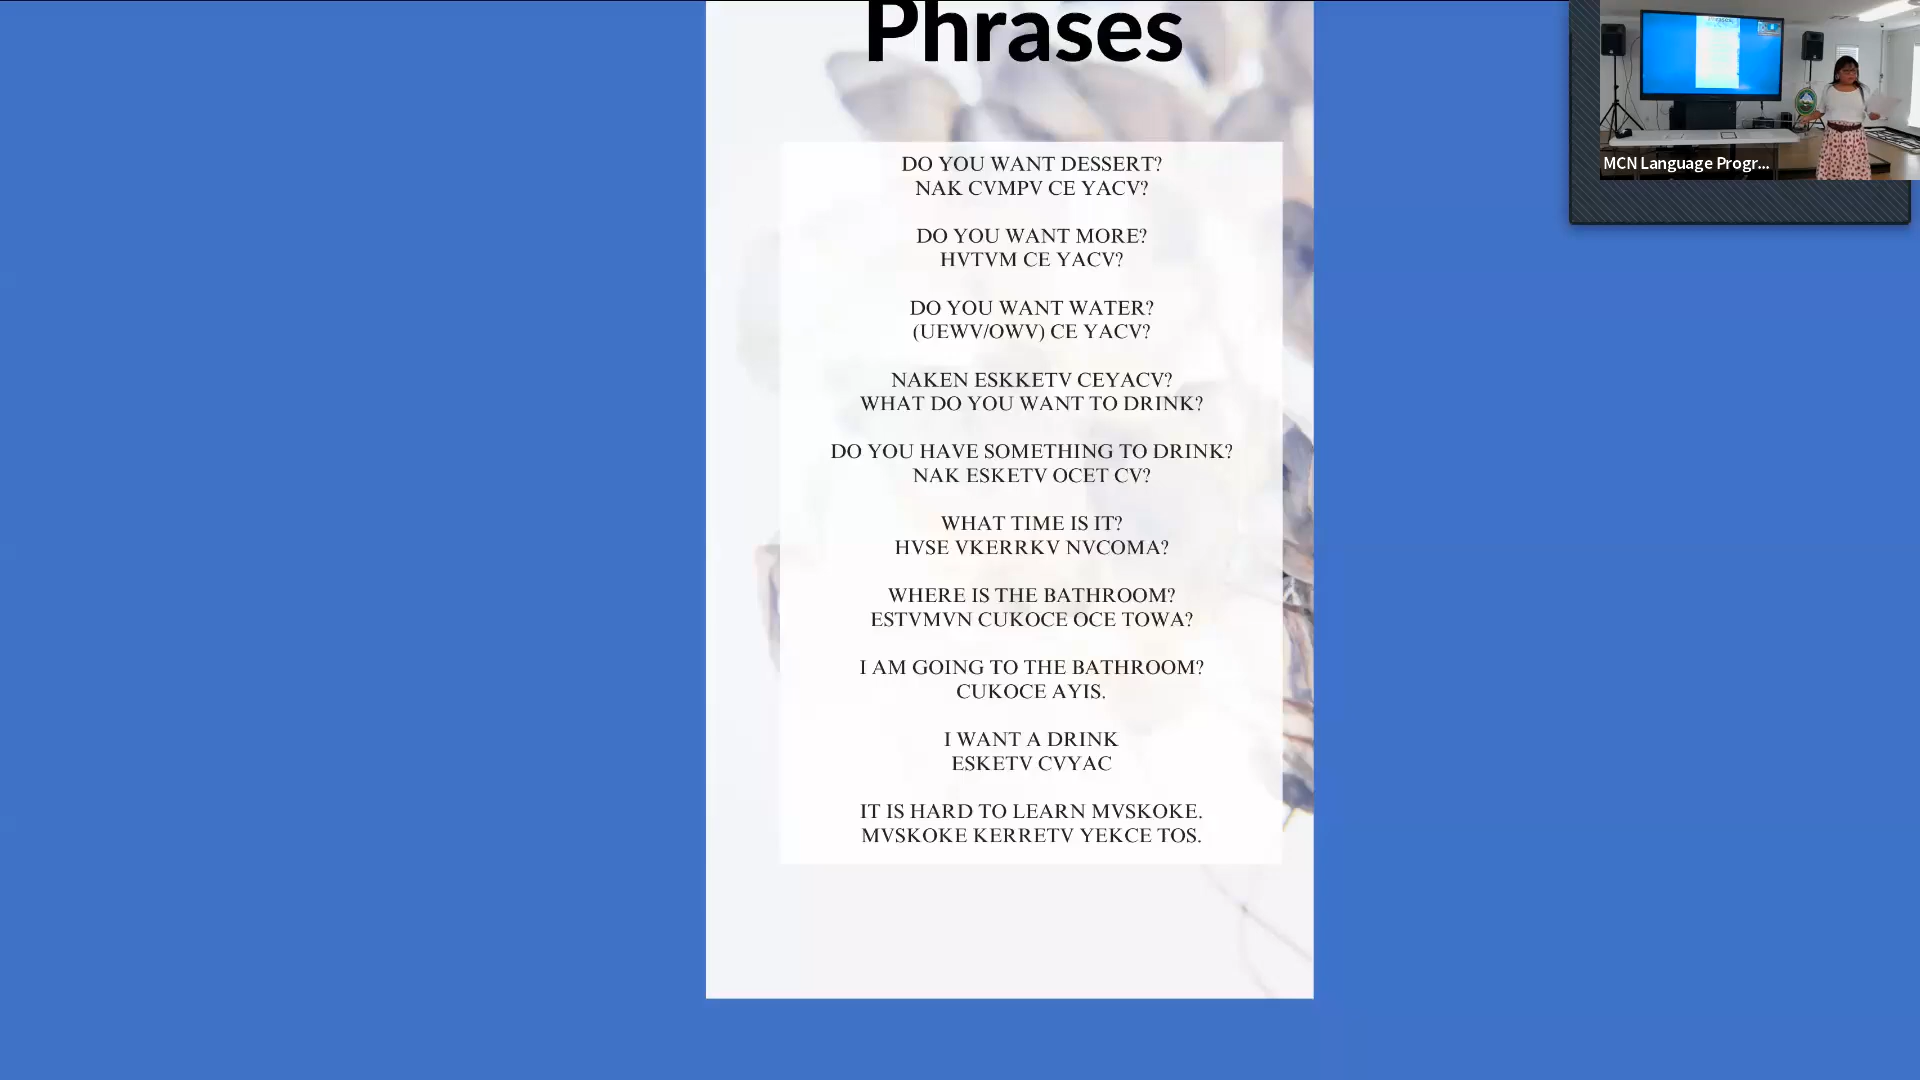 Phrases
DO YOU WANT DESSERT?
NAK CVMPV CE YACV?
DO YOU WANT MORE?
HVTVM CE YACV?
DO YOU WANT WATER?
(UEWV/OWV) CE YACV?
NAKEN ESKKETV CEYACV?
WHAT DO YOU WANT TO DRINK?
DO YOU HAVE SOMETHING TO DRINK?
NAK ESKETV OCET CV?
WHAT TIME IS IT?
HVSE VKERRKV NVCOMA?
WHERE IS THE BATHROOM?
ESTVMVN CUKOCE OCE TOWA?
I AM GOING TO THE BATHROOM?
CUKOCE AYIS.
I WANT A DRINK
ESKETV CVYAC
IT IS HARD TO LEARN MVSKOKE.
MVSKOKE KERRETV YEKCE TOS.
MCN Language Progr...